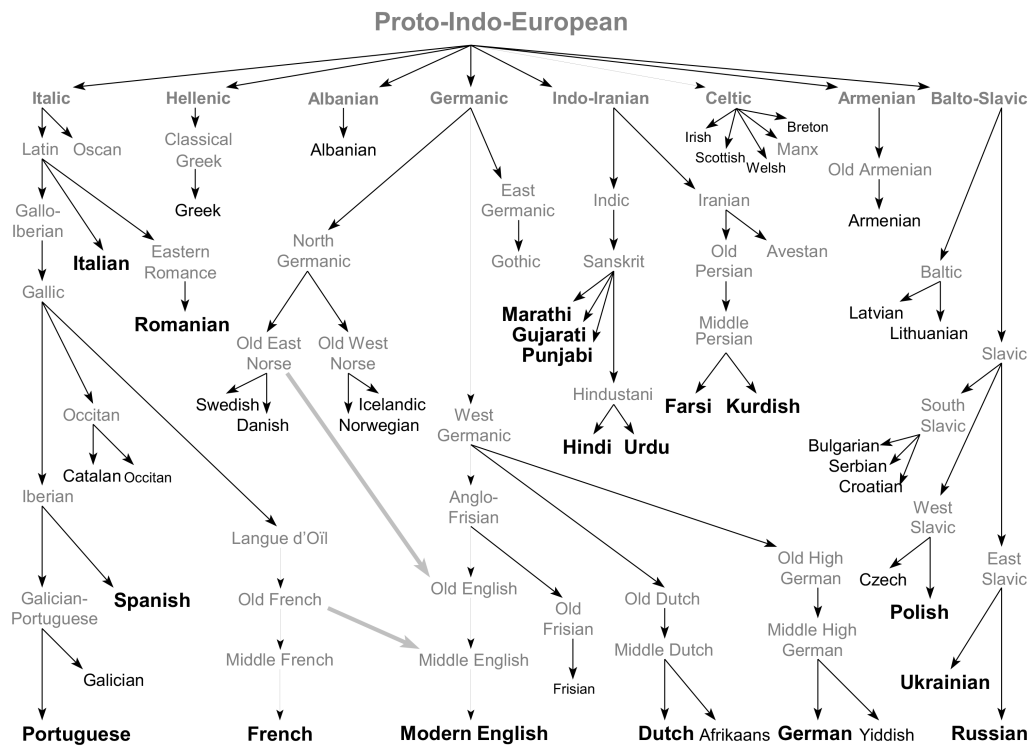 Proto-Indo-European
Italic Hellenic Albanian Germanic Indo-Iranian Celtic Armenian Balto-Slavic
Latin
Oscan
Classical
Greek
Greek
Albanian
Irish
Scottish
Welsh
Manx
Breton
Old Armenian
Armenian
Gallo-
Iberian
Italian
Eastern
Romance
Romanian
Gallic
North
Germanic
East
Germanic
Gothic
Indic
Sanskrit
Marathi
Gujarati
Punjabi
Hindustani
Hindi Urdu
Iranian
Old
Persian
Avestan
Middle
Persian
Farsi Kurdish
Baltic
Latvian
Lithuanian
Slavic
Old East
Norse
Old West
Norse
Swedish
Danish
Icelandic
Norwegian
West
Germanic
Occitan
Catalan Occitan
Iberian
Langue d’Oïl
Anglo-
Frisian
South
Slavic
Bulgarian
Serbian
Croatian
West
Slavic
Czech
Polish
East
Slavic
Galician-
Portuguese
Spanish
Old French
Old English
Old
Frisian
Old Dutch
Old High
German
Galician
Middle French
Middle English
Frisian
Middle Dutch
Middle High
German
Ukrainian
Portuguese French Modern English Dutch Afrikaans German Yiddish Russian